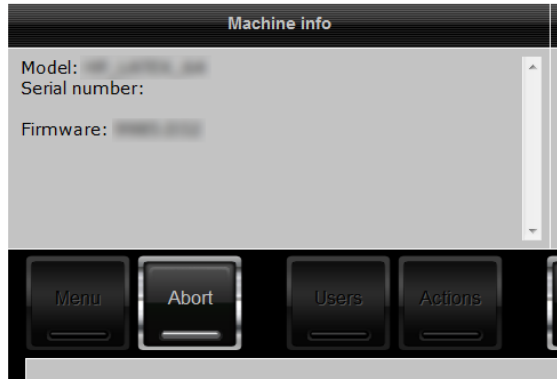 Machine info
Model:
Serial number:
Firmware:
Menu
Abort
Users
Actions